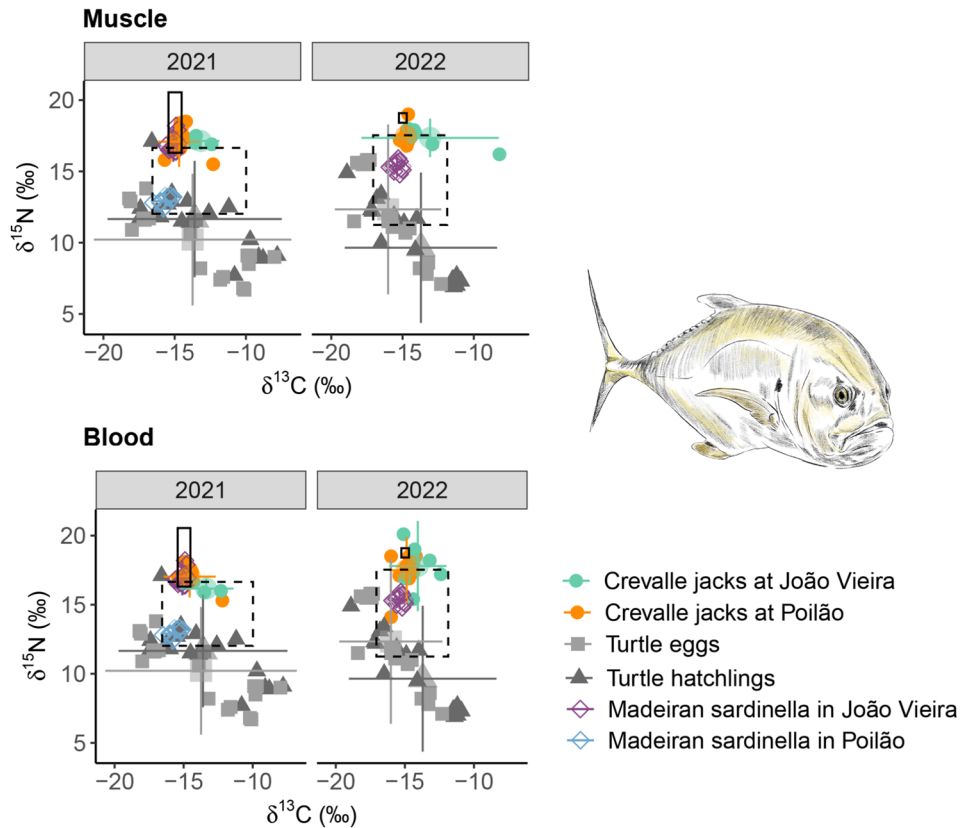 Muscle
2021 2022
20
15
10
5
δ15N (‰)
−20 −15 −10 −20 −15 −10
δ13C (‰)
Blood
2021 2022
20
15
10
5
δ15N (‰)
−20 −15 −10 −20 −15 −10
δ13C (‰)
Crevalle jacks at João Vieira
Crevalle jacks at Poilão
Turtle eggs
Turtle hatchlings
Madeiran sardinella in João Vieira
Madeiran sardinella in Poilão